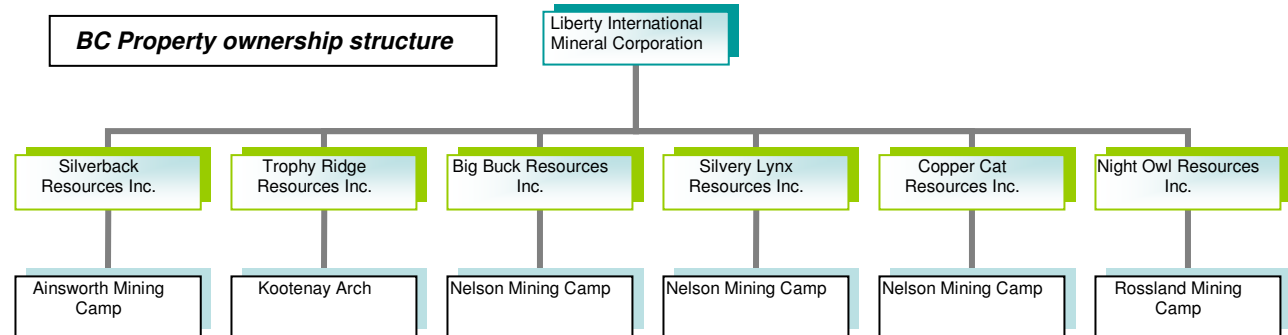 BC Property ownership structure
Liberty International
Mineral Corporation
Silverback
Resources Inc.
Trophy Ridge
Resources Inc.
Big Buck Resources
Inc.
Silvery Lynx
Resources Inc.
Copper Cat
Resources Inc.
Night Owl Resources
Inc.
Ainsworth Mining
Camp
Kootenay Arch
Nelson Mining Camp
Nelson Mining Camp
Nelson Mining Camp
Rossland Mining
Camp